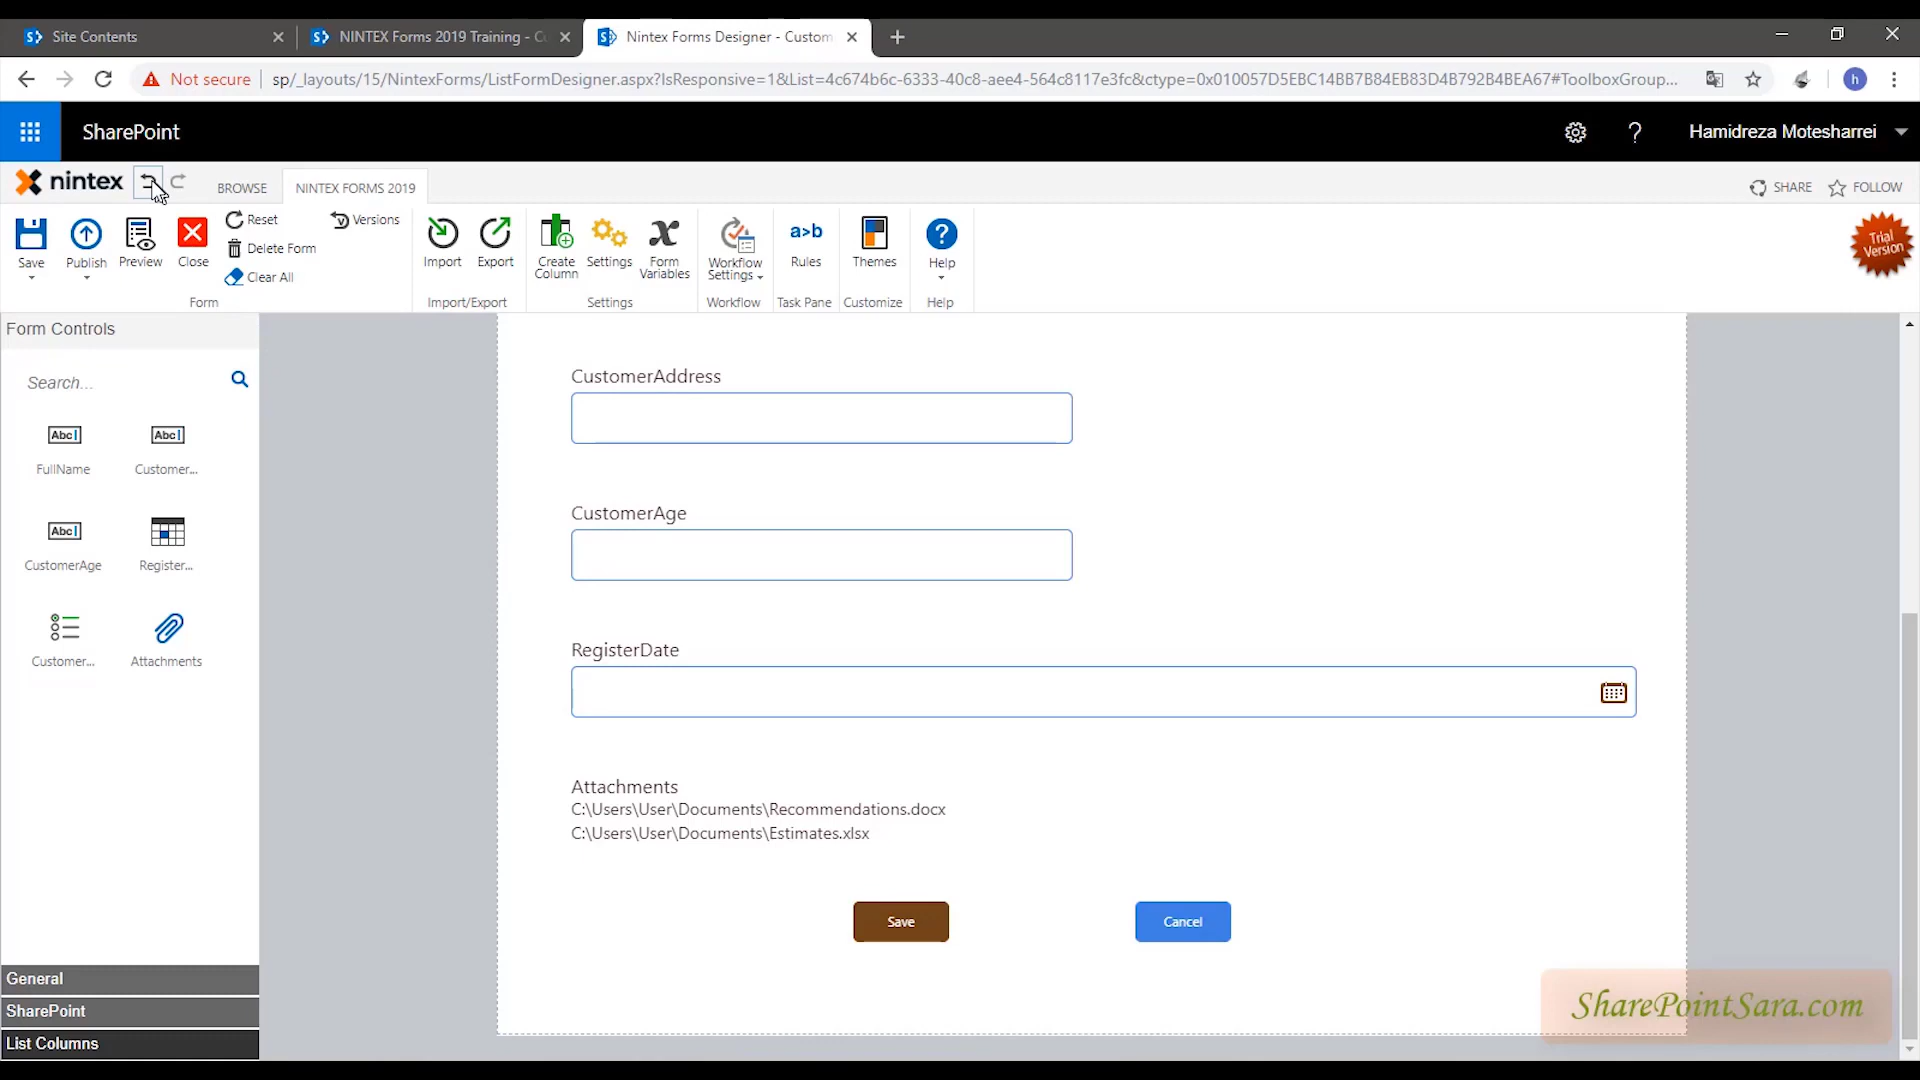 Site Contents
NINTEX Forms 2019 Training - Cu
Nintex Forms Designer - Custom
Not secure
sp/_layouts/15/NintexForms/ListFormDesigner.aspx?IsResponsive=1&List=4c674b6c-6333-40c8-aee4-564c8117e3fc&ctype=0x010057D5EBC14BB7B84EB83D4B792B4BEA67#ToolboxGroup...
h
SharePoint
?
Hamidreza Motesharrei
nintex
BROWSE
NINTEX FORMS 2019
SHARE
FOLLOW
Save
Publish
Preview
Close
Reset
Delete Form
Clear All
Versions
Form
Import
Export
Import/Export
Create Column
Settings
Form Variables
Settings
Workflow Settings
Workflow
a>b
Rules
Task Pane
Themes
Customize
Help
Help
Trial Version
Form Controls
Search...
Abc
FullName
Abc
Customer...
Abc
CustomerAge
Register...
Customer...
Attachments
General
SharePoint
List Columns
CustomerAddress
CustomerAge
RegisterDate
Attachments
C:\Users\User\Documents\Recommendations.docx
C:\Users\User\Documents\Estimates.xlsx
Save
Cancel
SharePointSara.com